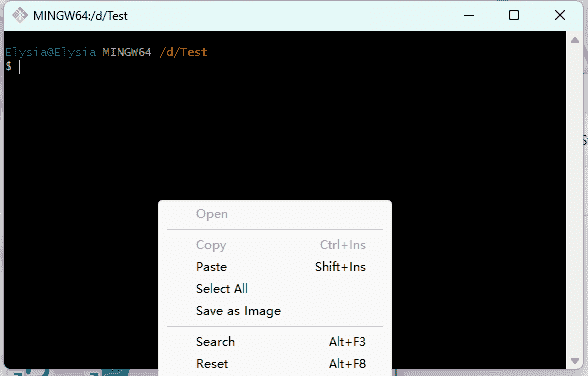 MINGW64:/d/Test
Elysia@Elysia MINGW64 /d/Test
$
Open
Copy Ctrl+Ins
Paste Shift+Ins
Select All
Save as Image
Search Alt+F3
Reset Alt+F8